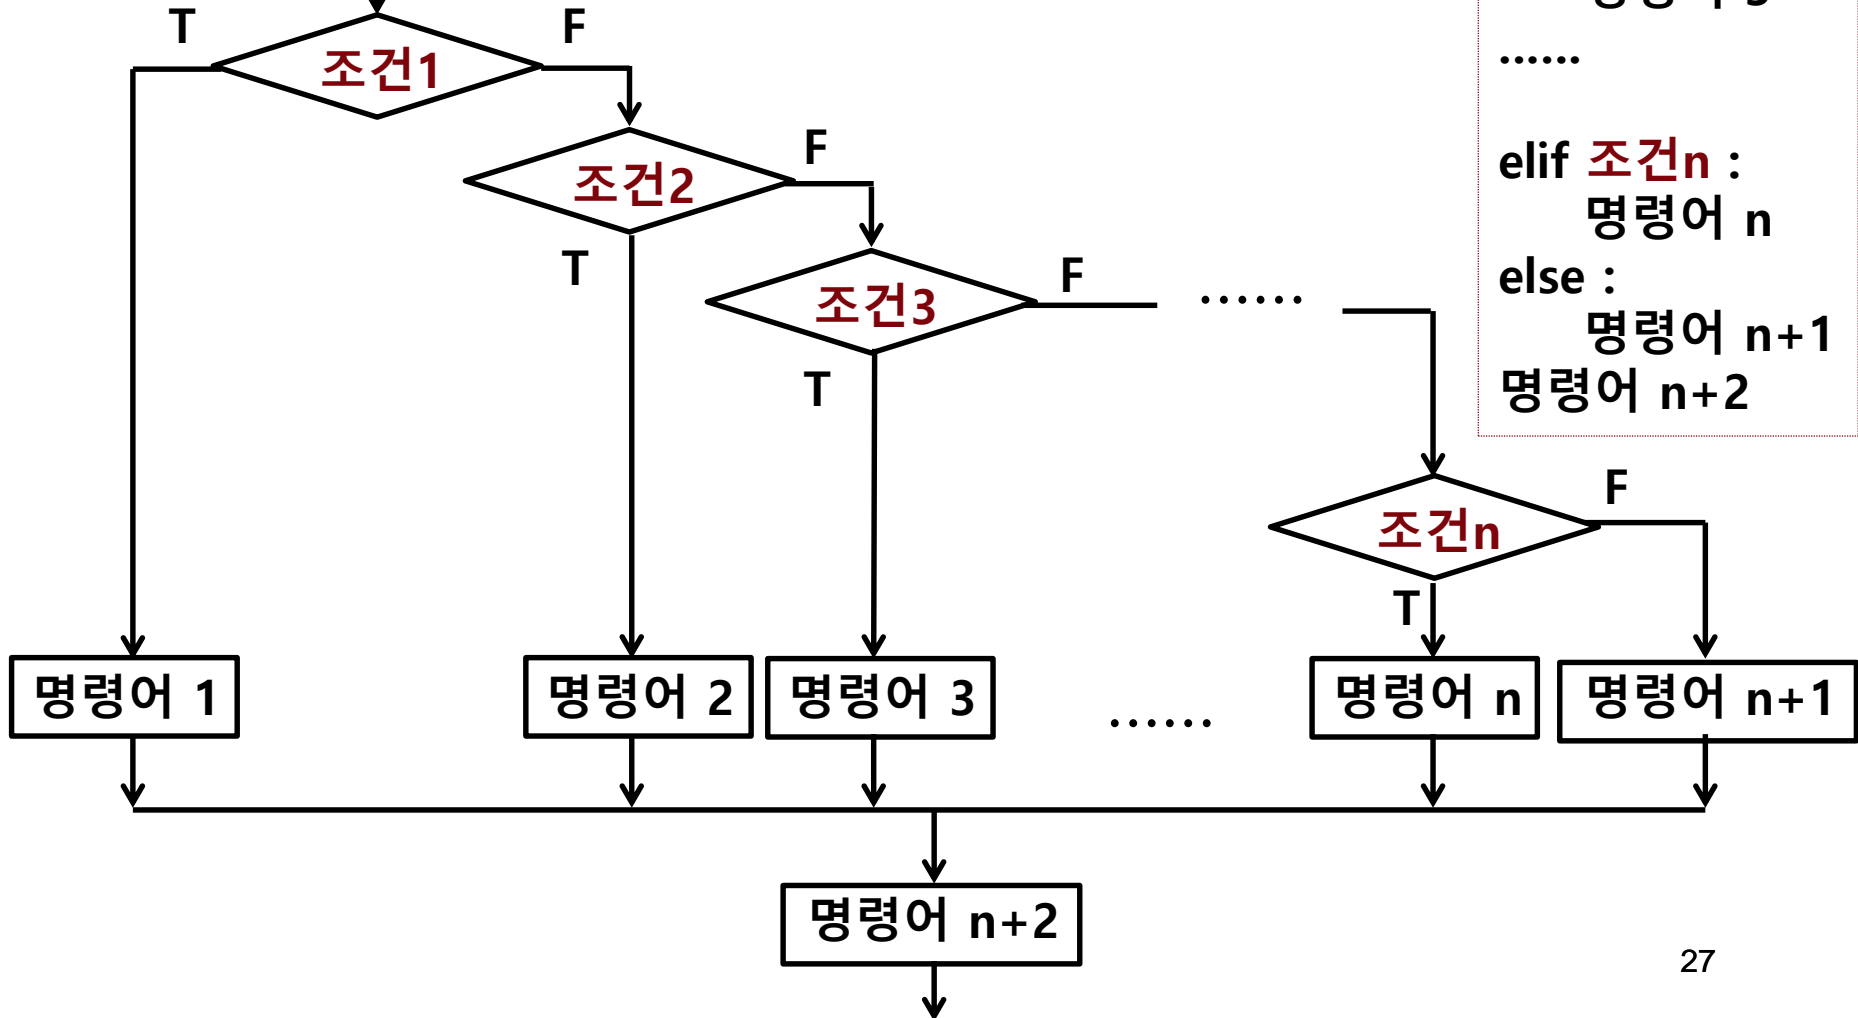 T
F
조건1
F
조건2
T
F
조건3
T
......
F
조건n
T
명령어 1
명령어 2
명령어 3
......
명령어 n
명령어 n+1
명령어 n+2
......
elif 조건n :
명령어 n
else :
명령어 n+1
명령어 n+2
27